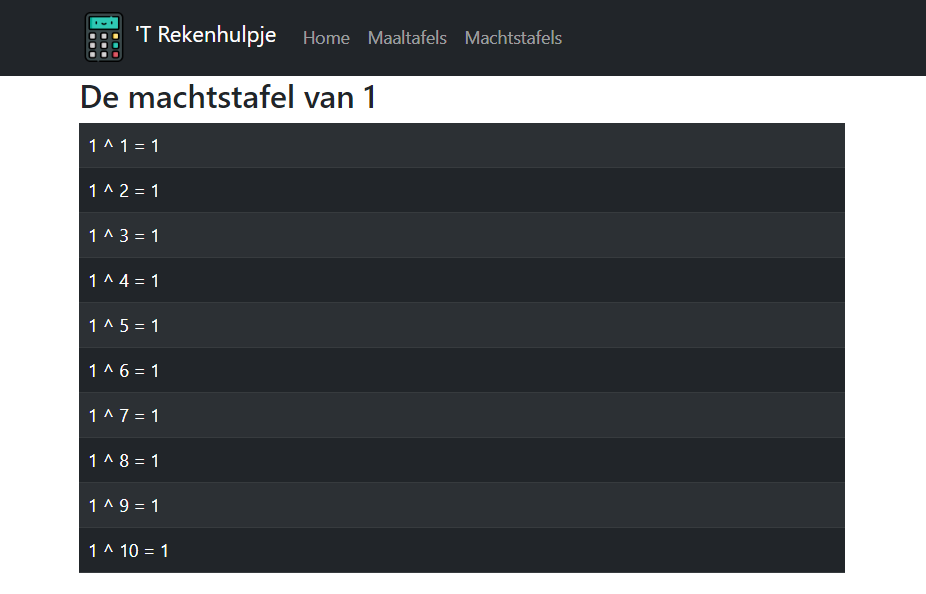 'T Rekenhulpje Home Maaltafels Machtstafels
De machtstafel van 1
1 ^ 1 = 1
1 ^ 2 = 1
1 ^ 3 = 1
1 ^ 4 = 1
1 ^ 5 = 1
1 ^ 6 = 1
1 ^ 7 = 1
1 ^ 8 = 1
1 ^ 9 = 1
1 ^ 10 = 1